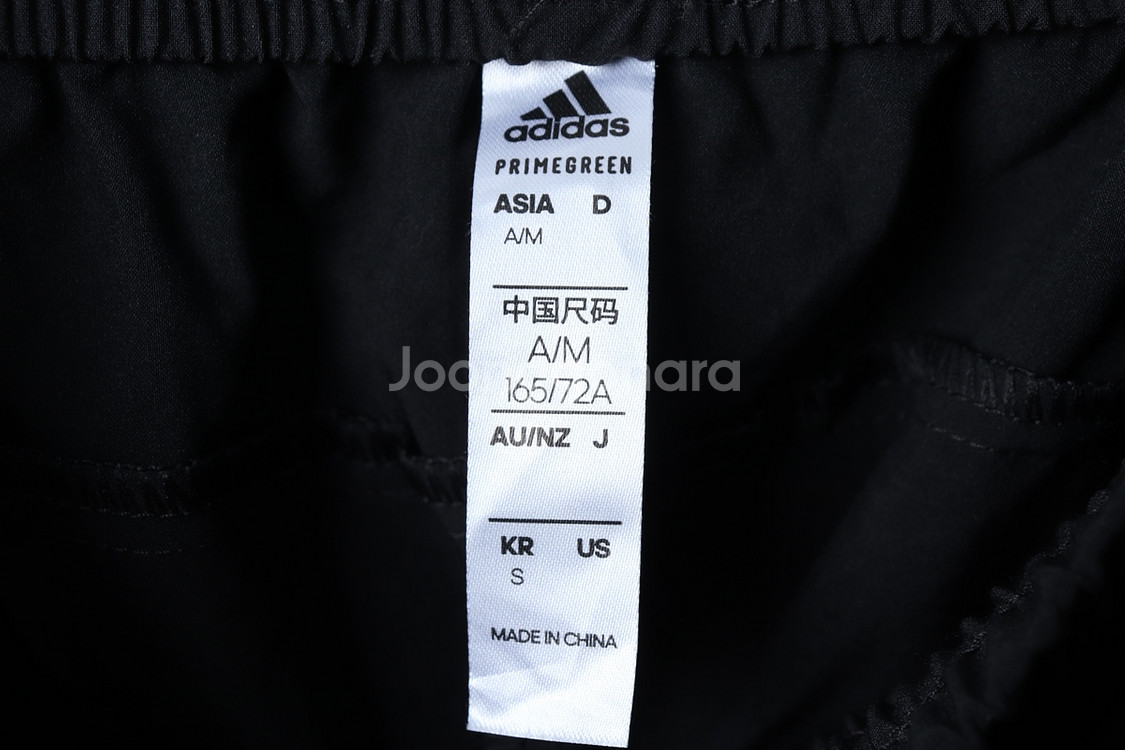 adidas
PRIMEGREEN
ASIA D
A/M
中国尺码
A/M
165/72A
AU/NZ J
KR US
S
MADE IN CHINA